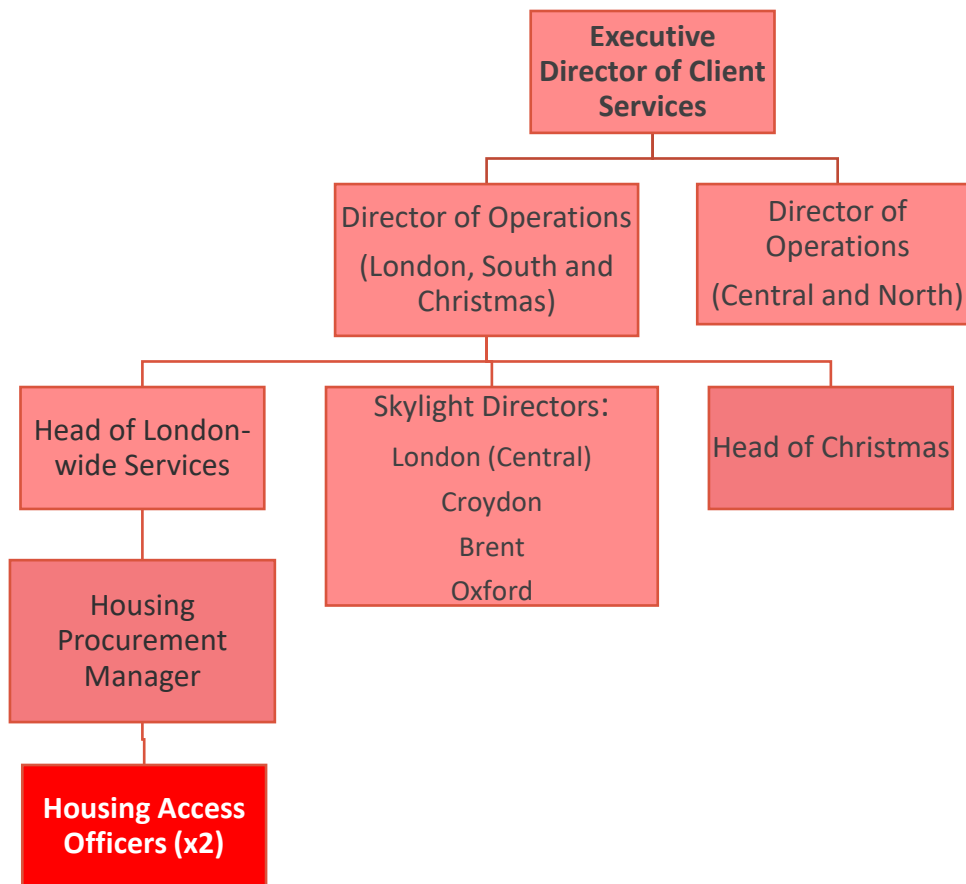 Executive
Director of Client
Services
Director of Operations
(London, South and
Christmas)
Director of
Operations
(Central and North)
Head of London-
wide Services
Skylight Directors:
London (Central)
Croydon
Brent
Oxford
Head of Christmas
Housing
Procurement
Manager
Housing Access
Officers (x2)